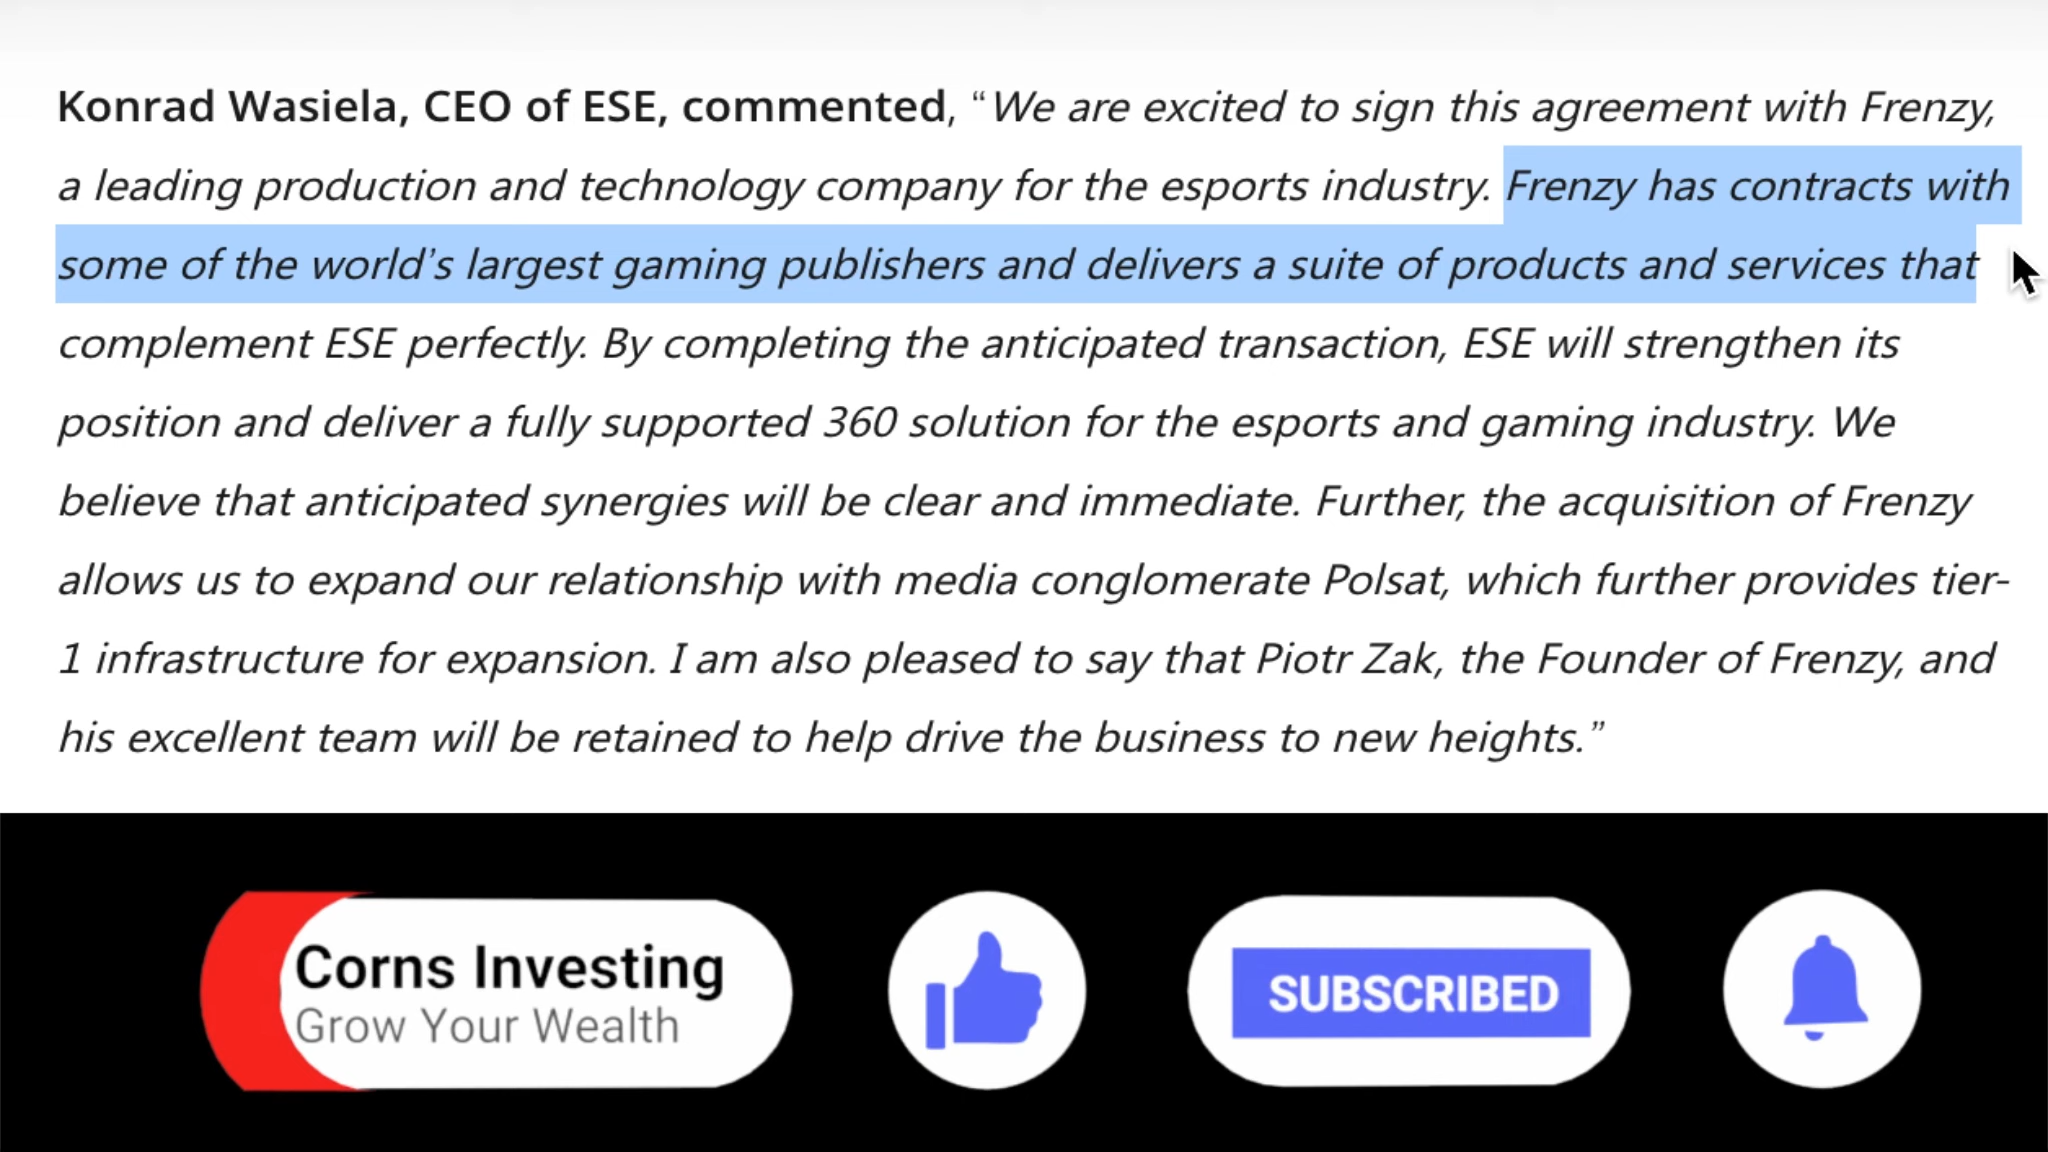 Konrad Wasiela, CEO of ESE, commented, “We are excited to sign this agreement with Frenzy,
a leading production and technology company for the esports industry. Frenzy has contracts with
some of the world’s largest gaming publishers and delivers a suite of products and services that
complement ESE perfectly. By completing the anticipated transaction, ESE will strengthen its
position and deliver a fully supported 360 solution for the esports and gaming industry. We
believe that anticipated synergies will be clear and immediate. Further, the acquisition of Frenzy
allows us to expand our relationship with media conglomerate Polsat, which further provides tier-
1 infrastructure for expansion. I am also pleased to say that Piotr Zak, the Founder of Frenzy, and
his excellent team will be retained to help drive the business to new heights.”
Corns Investing
Grow Your Wealth
SUBSCRIBED